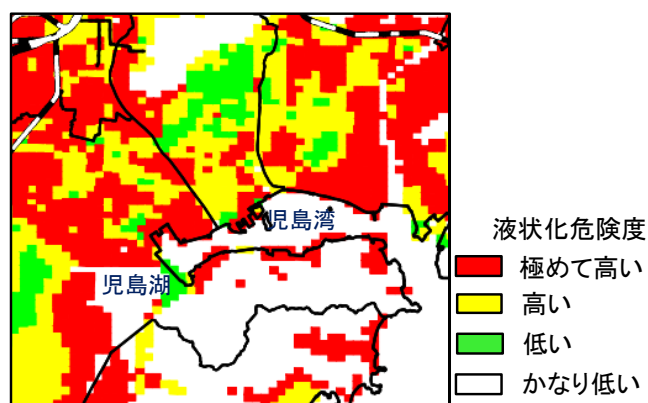 児島湾
児島湖
液状化危険度
極めて高い
高い
低い
かなり低い